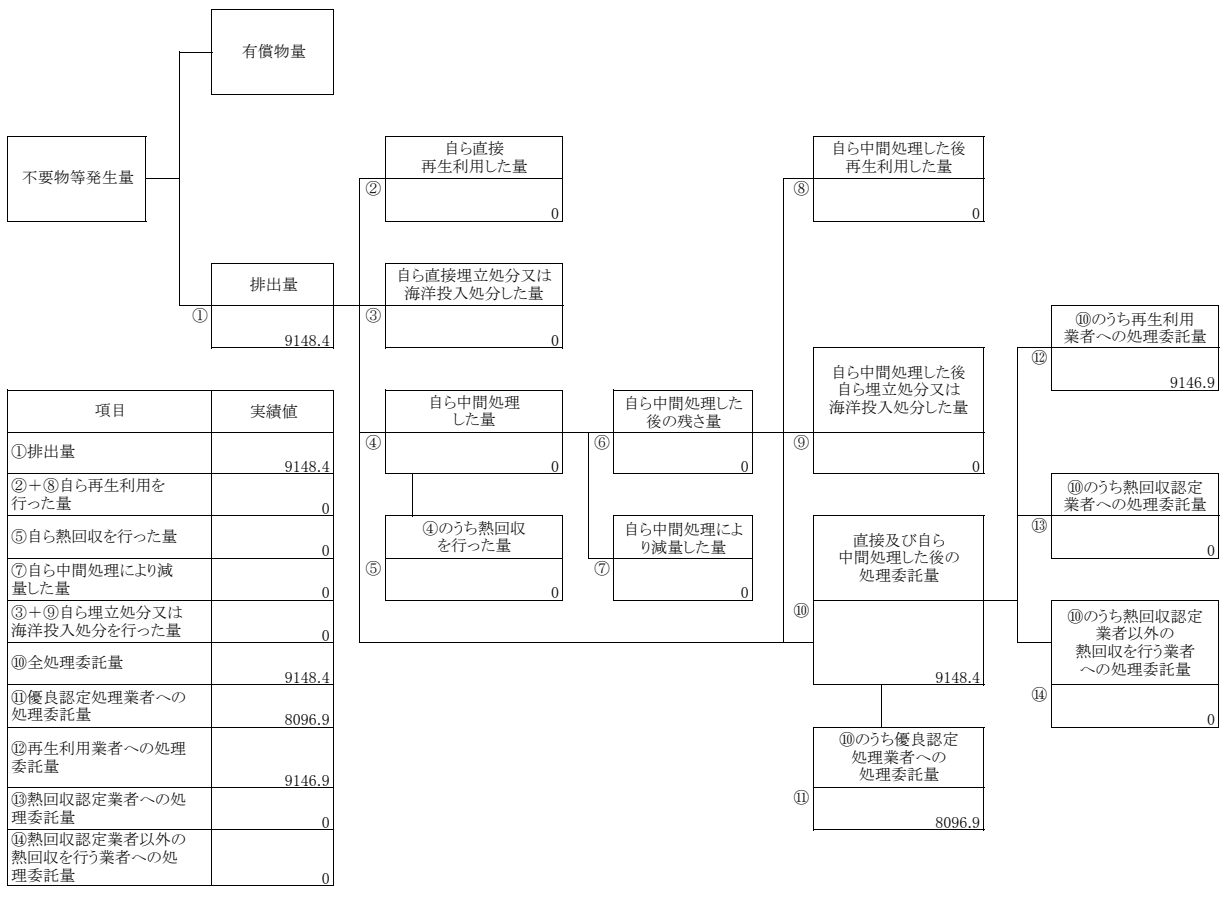 有償物量
不要物等発生量
自ら直接
再生利用した量
②
0
自ら中間処理した後
再生利用した量
⑧
0
排出量
①
9148.4
自ら直接埋立処分又は
海洋投入処分した量
③
0
⑩のうち再生利用
業者への処理委託量
⑫
9146.9
自ら中間処理
した量
④
0
自ら中間処理した
後の残さ量
⑥
0
自ら中間処理した後
自ら埋立処分又は
海洋投入処分した量
⑨
0
⑩のうち熱回収認定
業者への処理委託量
⑬
0
④のうち熱回収
を行った量
⑤
0
自ら中間処理によ
り減量した量
⑦
0
直接及び自ら
中間処理した後の
処理委託量
⑩
9148.4
⑩のうち熱回収認定
業者以外の
熱回収を行う業者
への処理委託量
⑭
0
⑩のうち優良認定
処理業者への
処理委託量
⑪
8096.9
項目
実績値
①排出量
9148.4
②+⑧自ら再生利用を
行った量
0
⑤自ら熱回収を行った量
0
⑦自ら中間処理により減
量した量
0
③+⑨自ら埋立処分又は
海洋投入処分を行った量
0
⑩全処理委託量
9148.4
⑪優良認定処理業者への
処理委託量
8096.9
⑫再生利用業者への処理
委託量
9146.9
⑬熱回収認定業者への処
理委託量
0
⑭熱回収認定業者以外の
熱回収を行う業者への処
理委託量
0